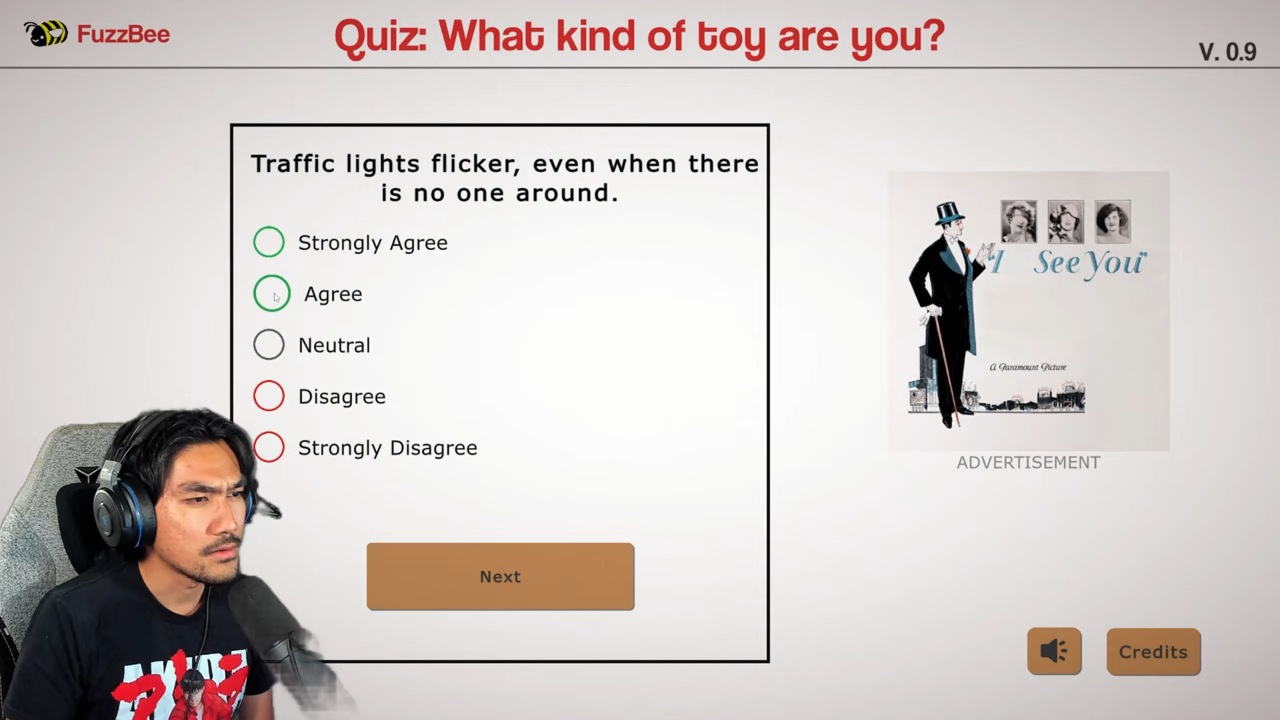 FuzzBee
Quiz: What kind of toy are you?
V. 0.9
Traffic lights flicker, even when there
is no one around.
Strongly Agree
Agree
Neutral
Disagree
Strongly Disagree
Next
"I See You"
A Paramount Picture
ADVERTISEMENT
Credits